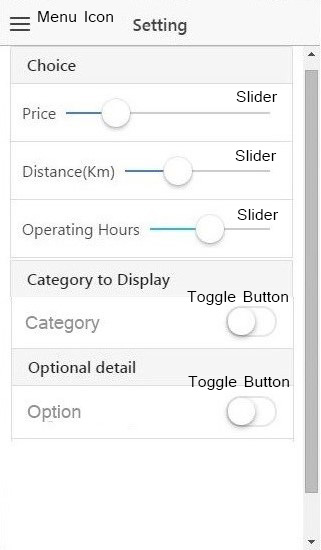 Menu Icon
Setting
Choice
Slider
Price
Slider
Distance(Km)
Slider
Operating Hours
Category to Display
Toggle Button
Category
Optional detail
Toggle Button
Option